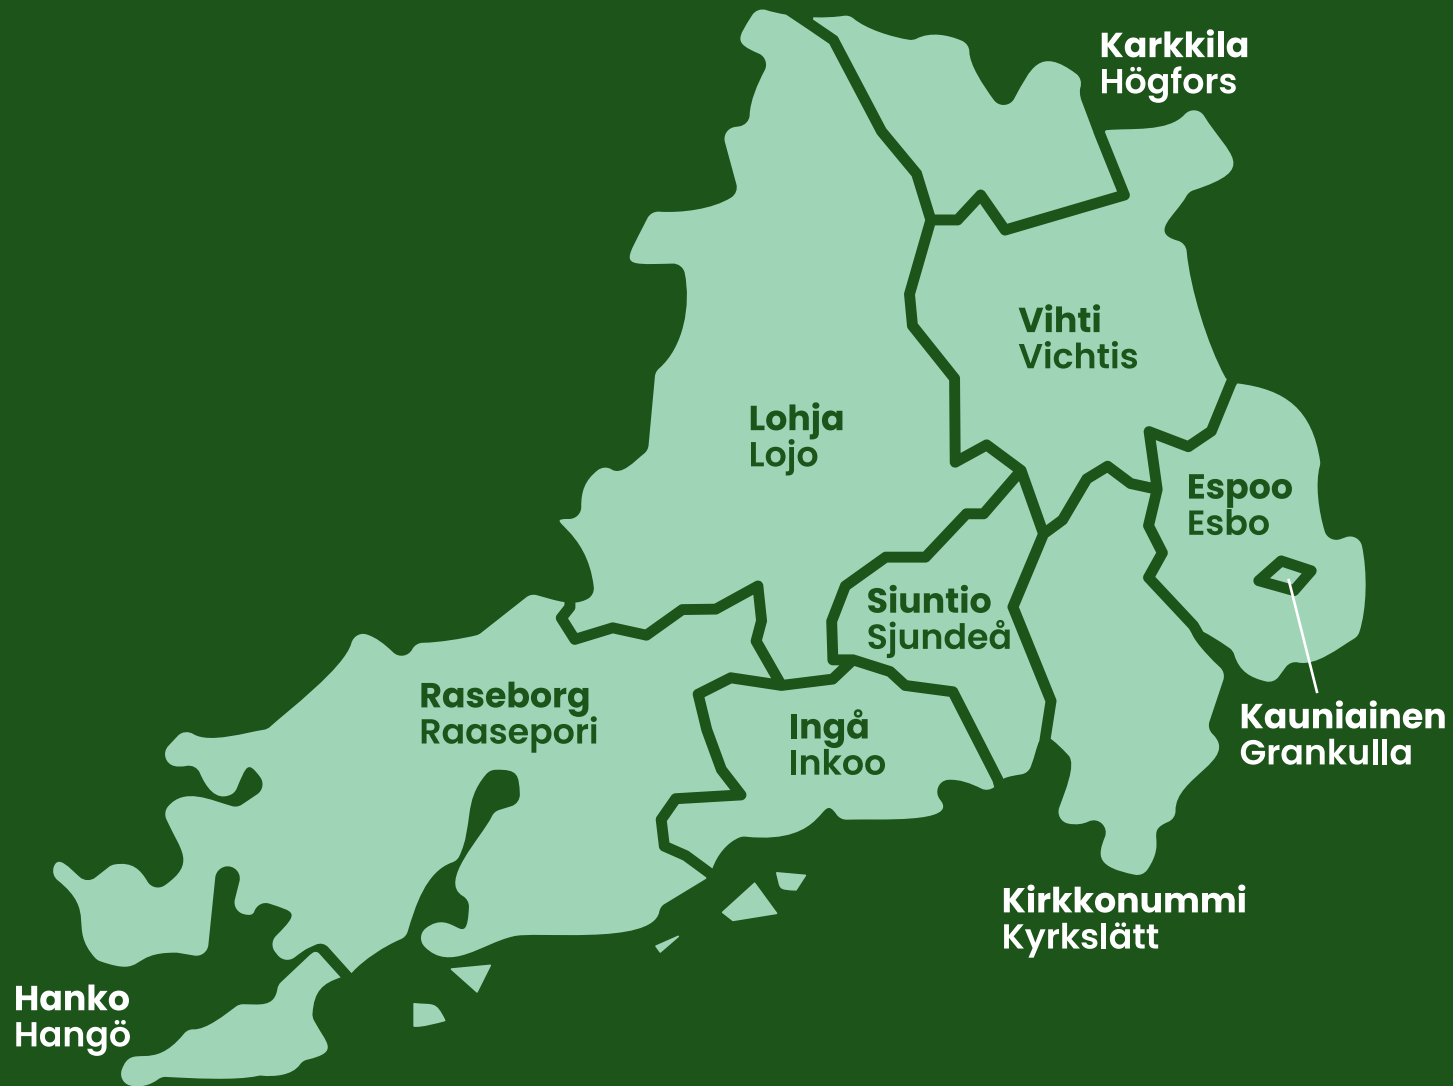 Karkkila
Högfors
Vihti
Vichtis
Lohja
Lojo
Espoo
Esbo
Siuntio
Sjundeå
Raseborg
Raasepori
Ingå
Inkoo
Kauniainen
Grankulla
Kirkkonummi
Kyrkslätt
Hanko
Hangö